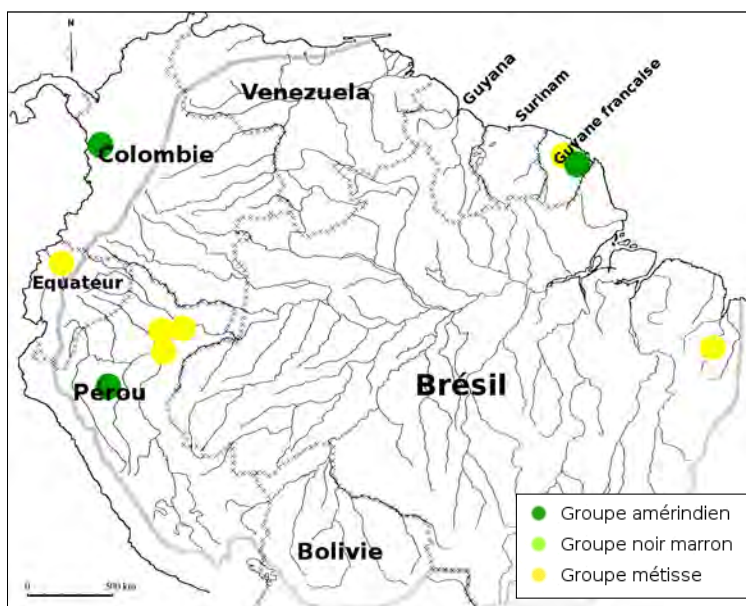 N
Venezuela
Guyana
Surinam
Guyane francaise
Colombie
Equateur
Pérou
Brésil
Bolivie
Groupe amérindien
Groupe noir marron
Groupe métisse
0 500 km